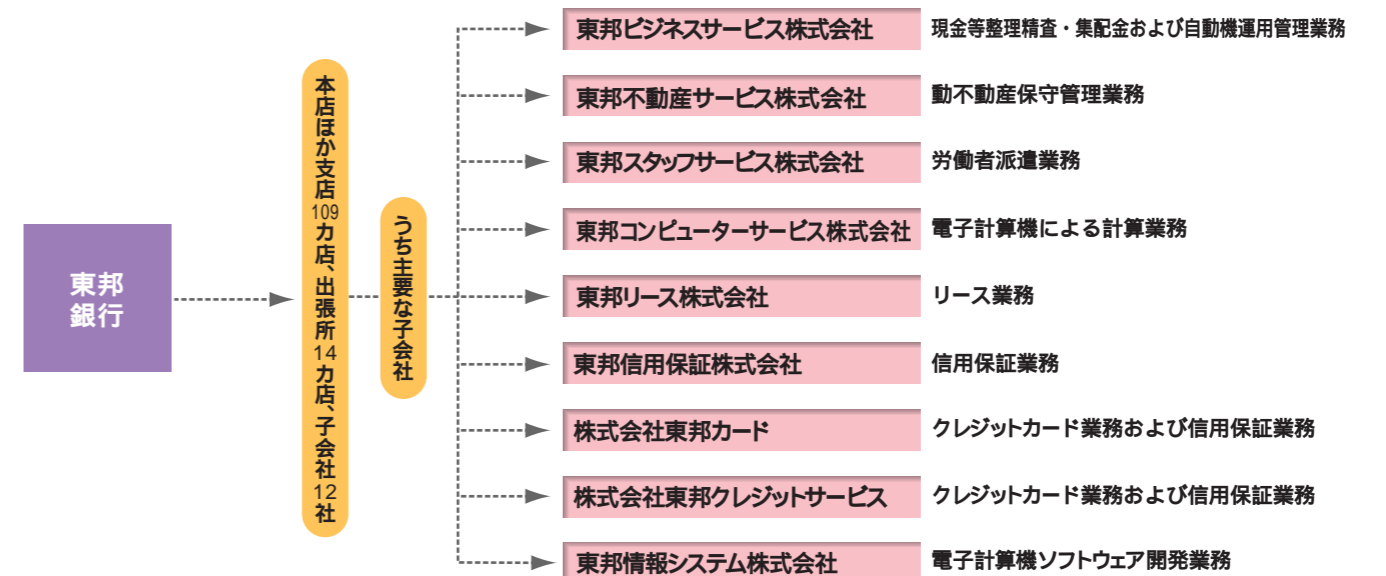 東邦
銀行
本店ほか支店109カ店、出張所14カ店、子会社12社
うち主要な子会社
東邦ビジネスサービス株式会社
現金等整理精査・集配金および自動機運用管理業務
東邦不動産サービス株式会社
動不動産保守管理業務
東邦スタッフサービス株式会社
労働者派遣業務
東邦コンピューターサービス株式会社
電子計算機による計算業務
東邦リース株式会社
リース業務
東邦信用保証株式会社
信用保証業務
株式会社東邦カード
クレジットカード業務および信用保証業務
株式会社東邦クレジットサービス
クレジットカード業務および信用保証業務
東邦情報システム株式会社
電子計算機ソフトウェア開発業務